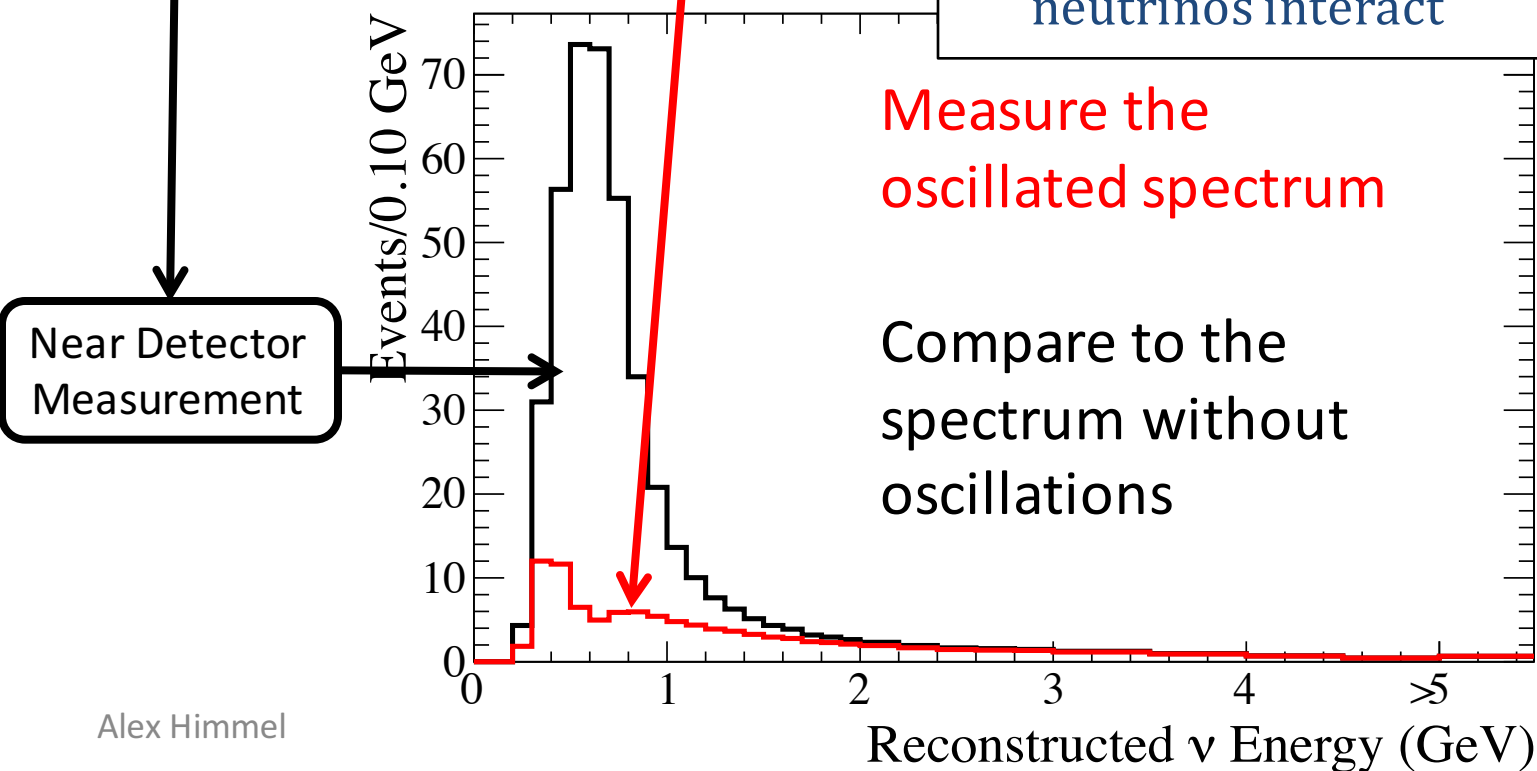 neutrinos interact
Measure the
oscillated spectrum
Compare to the
spectrum without
oscillations
Near Detector
Measurement
Events/0.10 GeV
70
60
50
40
30
20
10
0
0 1 2 3 4 >5
Reconstructed ν Energy (GeV)
Alex Himmel